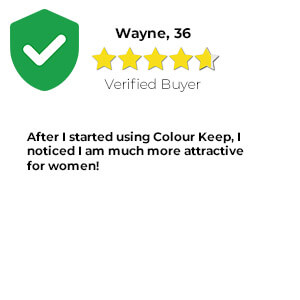 Wayne, 36
Verified Buyer
After I started using Colour Keep, I
noticed I am much more attractive
for women!